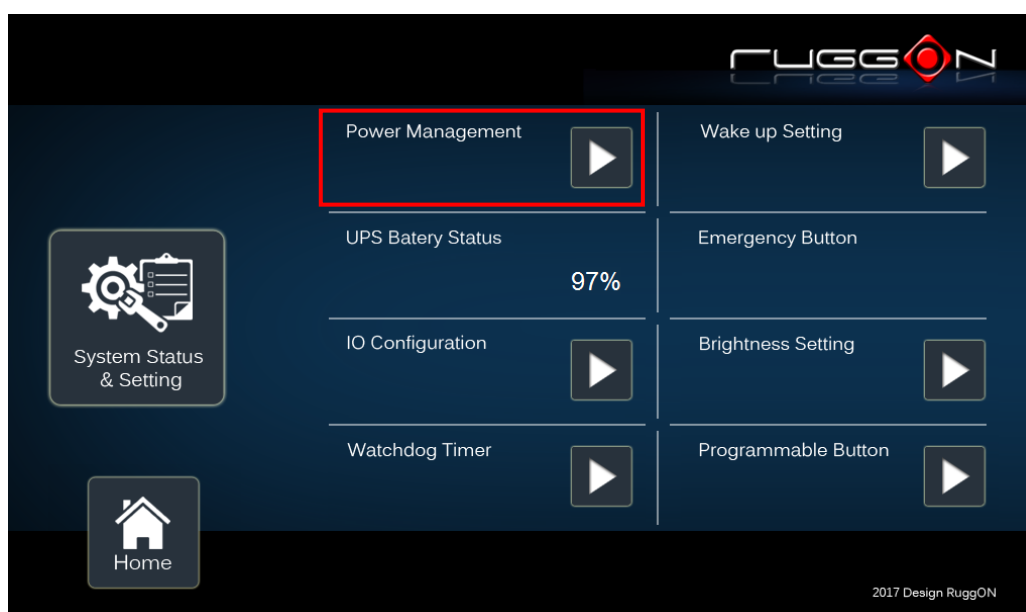 ruggon
Power Management
Wake up Setting
UPS Batery Status
97%
Emergency Button
System Status
& Setting
IO Configuration
Brightness Setting
Watchdog Timer
Programmable Button
Home
2017 Design RuggON